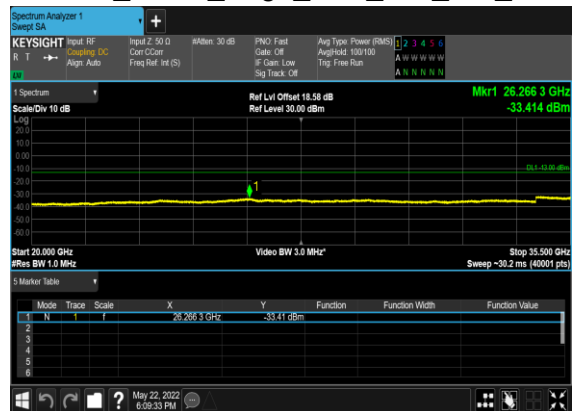 Spectrum Analyzer 1
Swept SA
KEYSIGHT Input: RF Input Z: 50 Ω #Atten: 30 dB PNO: Fast Avg Type: Power (RMS) 1 2 3 4 5 6
R T Coupling: DC Corr CCorr Gate: Off Avg|Hold: 100/100 A W W W W W
Align: Auto Freq Ref: Int (S) IF Gain: Low Trig: Free Run
Sig Track: Off A N N N N N
1 Spectrum
Ref Lvl Offset 18.58 dB Mkr1 26.266 3 GHz
Scale/Div 10 dB Ref Level 30.00 dBm -33.414 dBm
Log
20.0
10.0
0.00
-10.0 DL1 -13.00 dBm
-20.0
1
-30.0
-40.0
-50.0
-60.0
Start 20.000 GHz Video BW 3.0 MHz* Stop 35.500 GHz
#Res BW 1.0 MHz Sweep ~30.2 ms (40001 pts)
5 Marker Table
Mode Trace Scale X Y Function Function Width Function Value
1 N 1 f 26.266 3 GHz -33.41 dBm
2
3
4
5
6
? May 22, 2022
6:09:33 PM